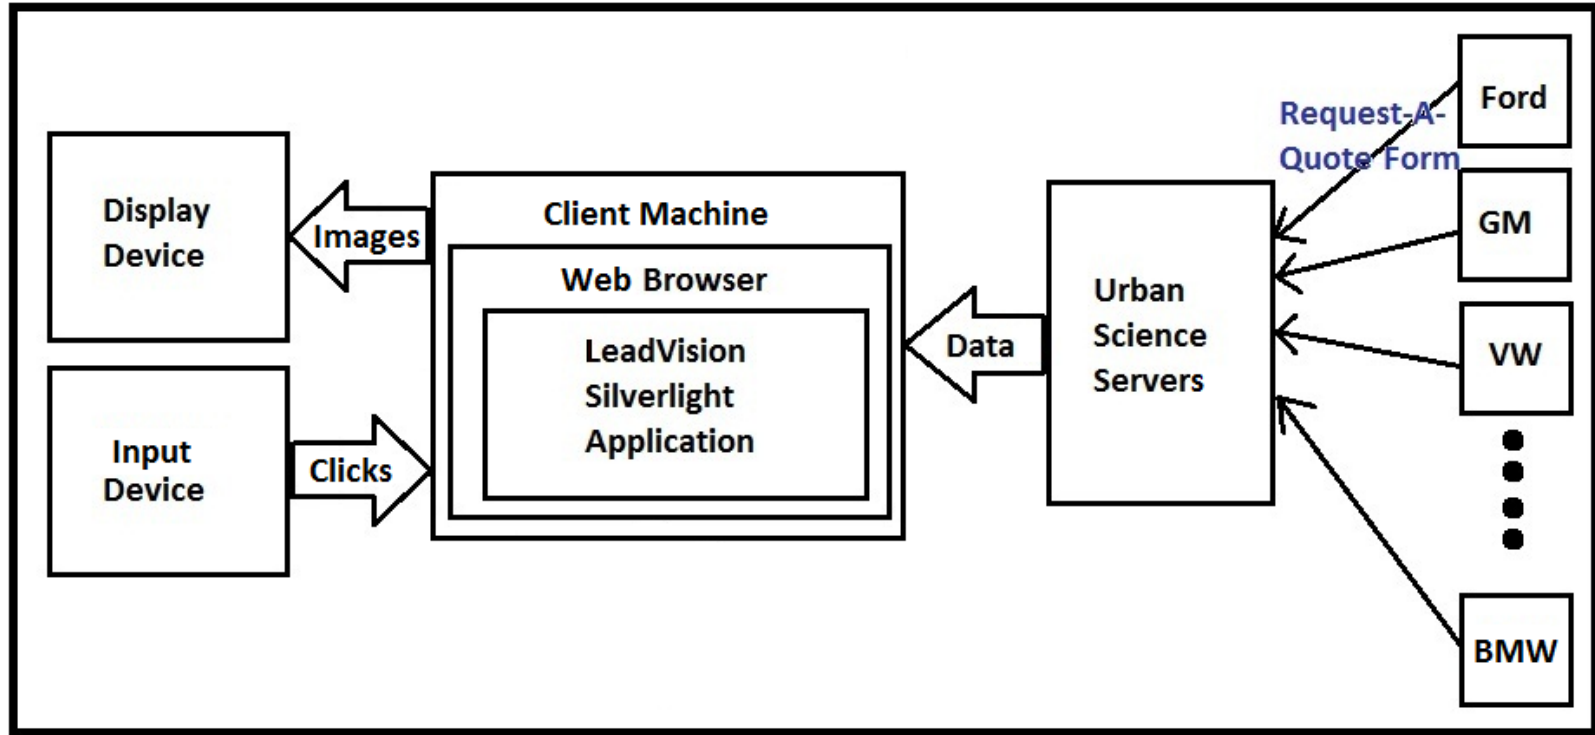 Display
Device
Images
Input
Device
Clicks
Client Machine
Web Browser
LeadVision
Silverlight
Application
Data
Urban
Science
Servers
Request-A-
Quote Form
Ford
GM
VW
BMW